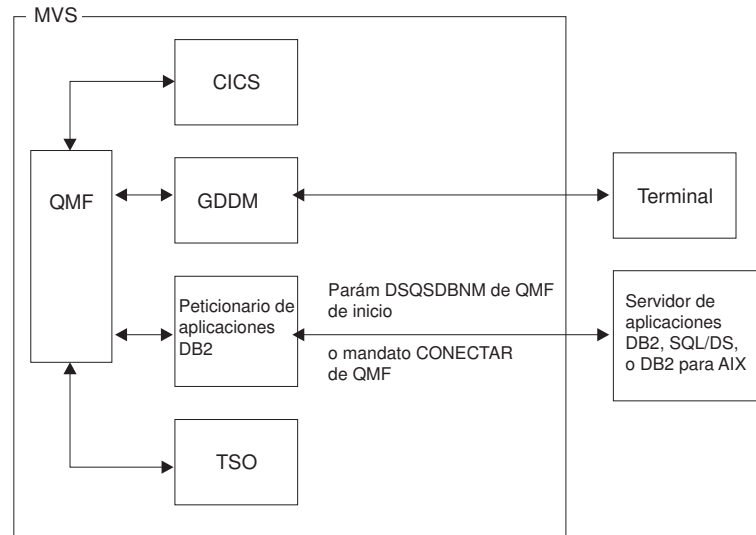 MVS
CICS
QMF
GDDM
Terminal
Peticionario de
aplicaciones
DB2
Parám DSQSDBNM de QMF
de inicio
o mandato CONECTAR
de QMF
Servidor de
aplicaciones
DB2, SQL/DS,
o DB2 para AIX
TSO